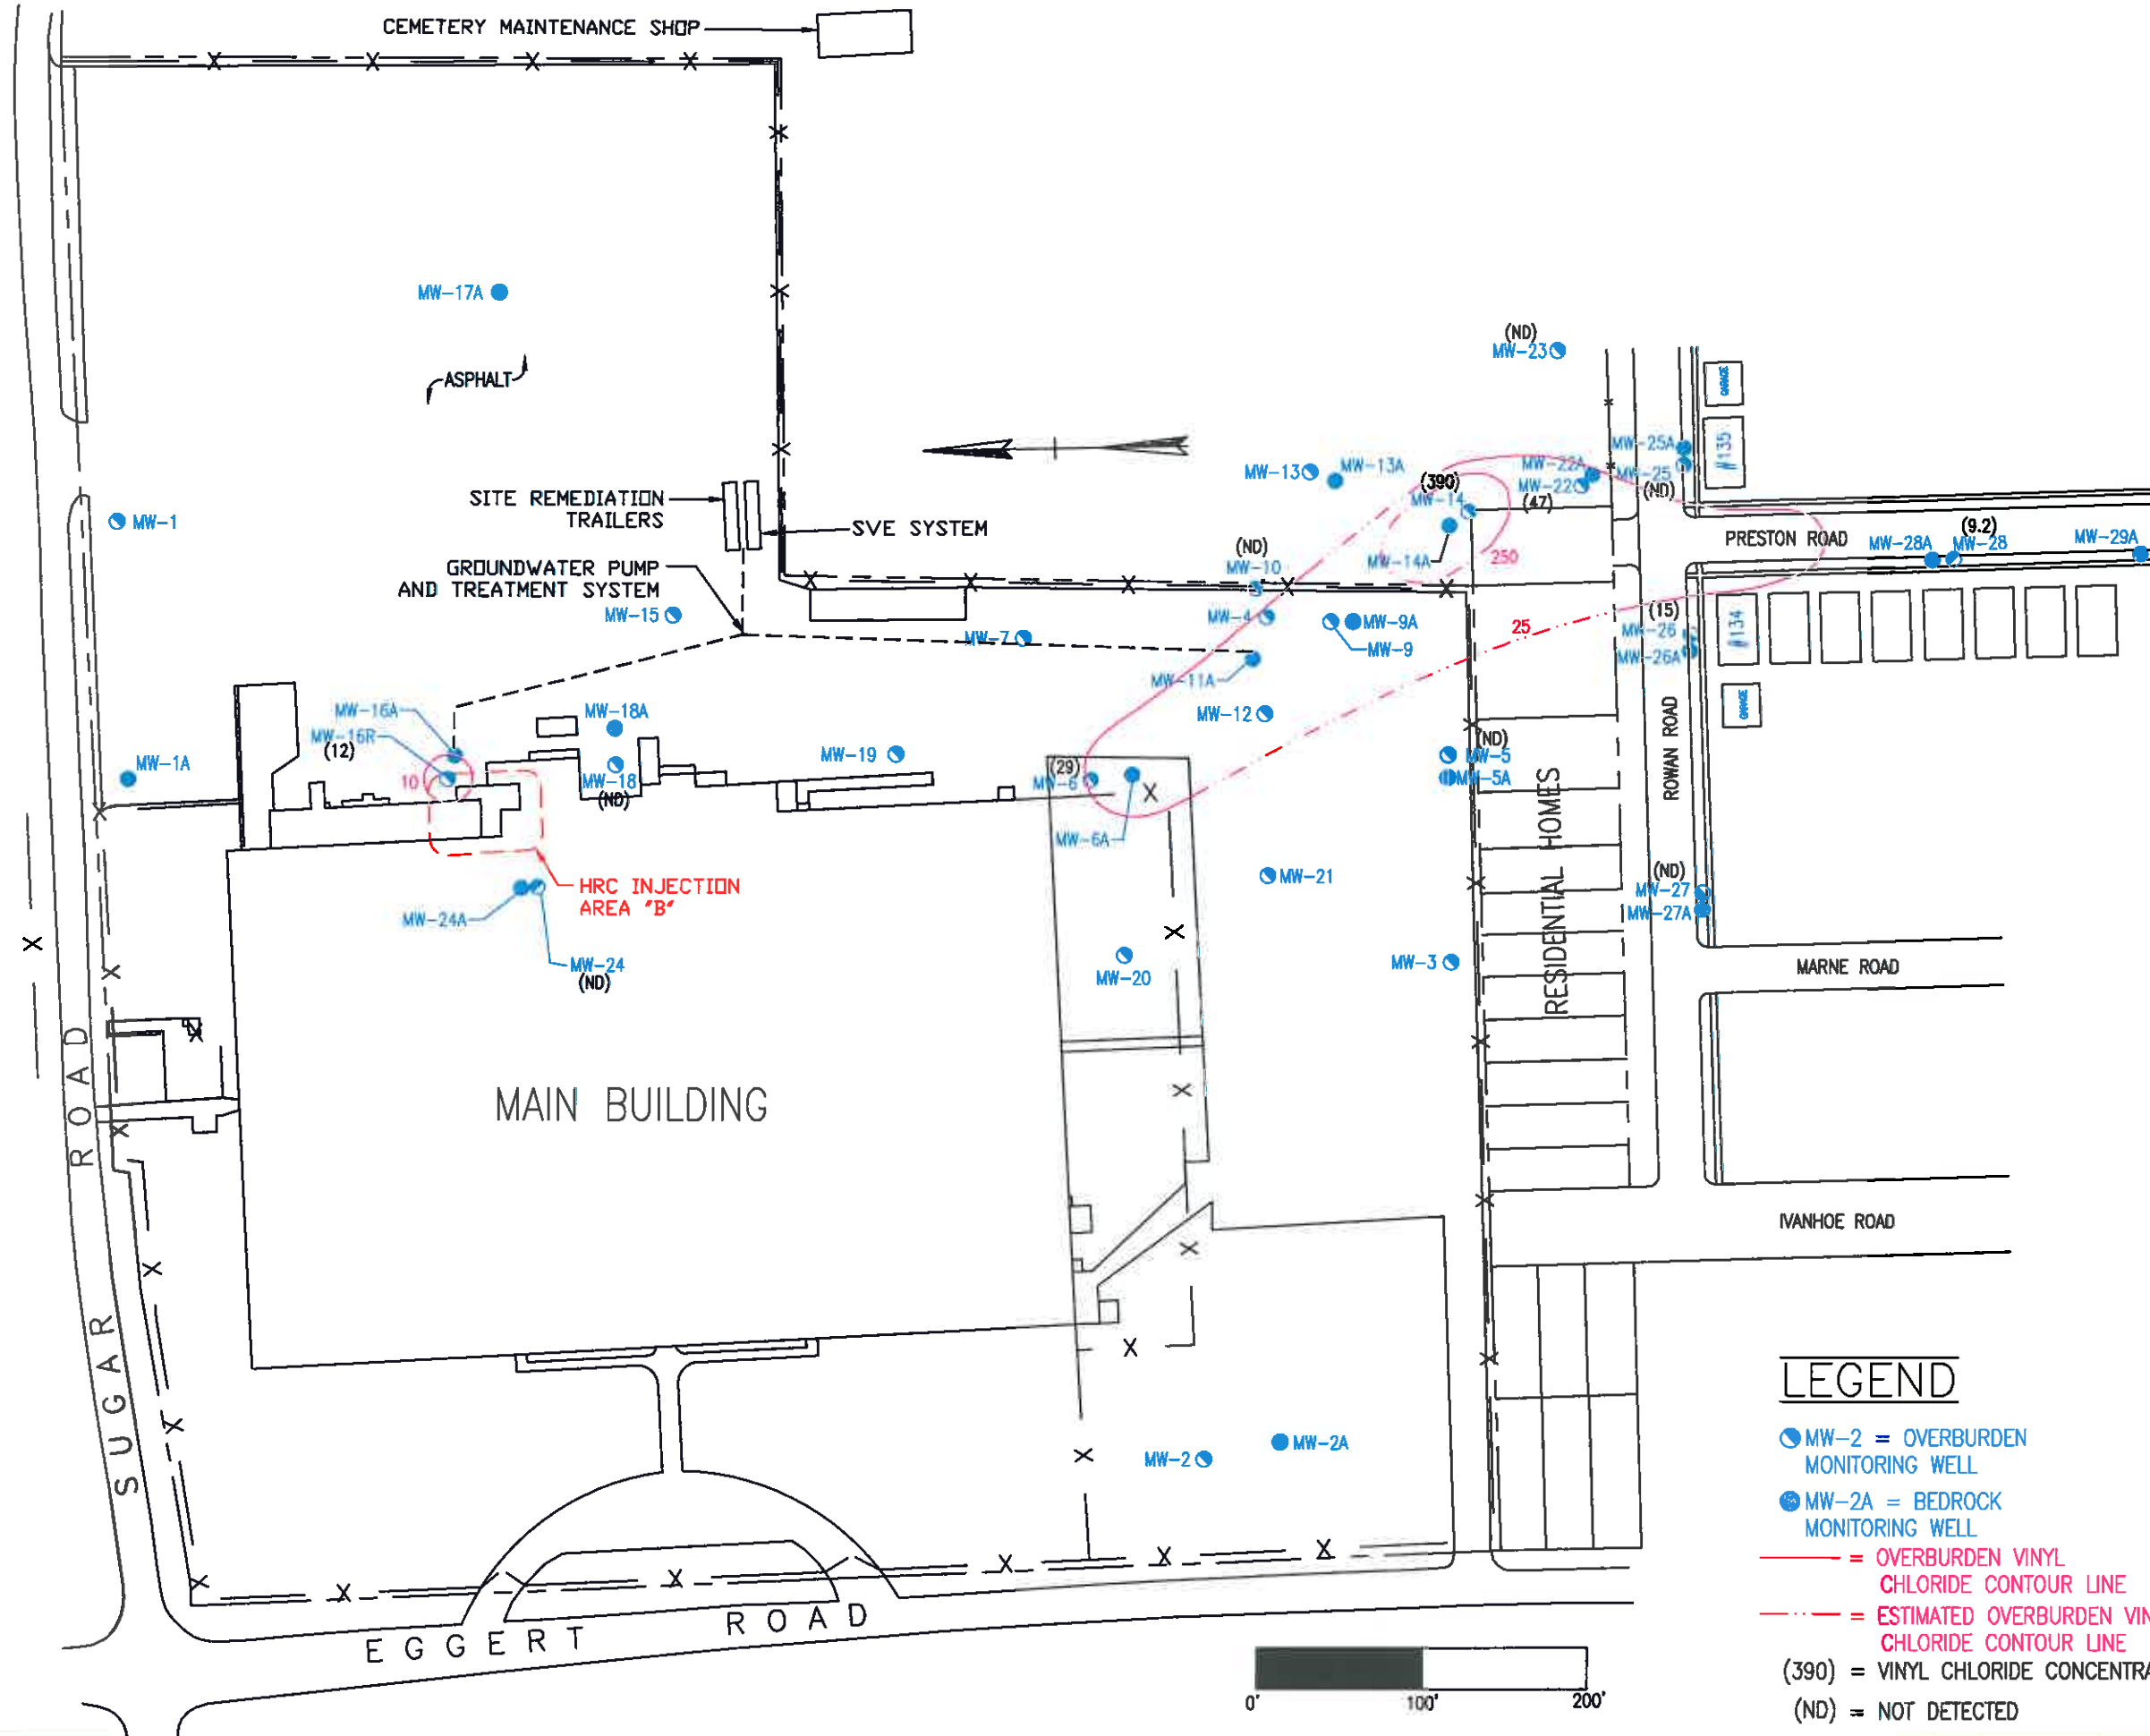 CEMETERY MAINTENANCE SHOP
MW-17A
ASPHALT
(ND)
MW-23
GARAGE
#135
MW-25A
MW-25
(ND)
MW-22A
MW-22
(47)
MW-13
MW-13A
(390)
MW-14
MW-14A
250
SITE REMEDIATION
TRAILERS
SVE SYSTEM
MW-1
GROUNDWATER PUMP
AND TREATMENT SYSTEM
PRESTON ROAD
(9.2)
MW-28A
MW-28
MW-29A
(ND)
MW-10
MW-15
MW-7
MW-4
MW-9A
MW-9
25
(15)
MW-26
MW-26A
#134
GARAGE
MW-11A
MW-12
MW-16A
MW-16R
(12)
10
MW-18A
MW-18
(ND)
MW-19
MW-1A
(29)
MW-6
MW-6A
(ND)
MW-5
MW-5A
ROWAN ROAD
RESIDENTIAL HOMES
HRC INJECTION
AREA "B"
MW-24A
MW-24
(ND)
MW-21
MW-20
MW-3
(ND)
MW-27
MW-27A
MARNE ROAD
MAIN BUILDING
IVANHOE ROAD
SUGAR ROAD
MW-2
MW-2A
EGGERT ROAD
0'
100'
200'
LEGEND
MW-2 = OVERBURDEN
MONITORING WELL
MW-2A = BEDROCK
MONITORING WELL
= OVERBURDEN VINYL
CHLORIDE CONTOUR LINE
= ESTIMATED OVERBURDEN VIN
CHLORIDE CONTOUR LINE
(390) = VINYL CHLORIDE CONCENTRA
(ND) = NOT DETECTED